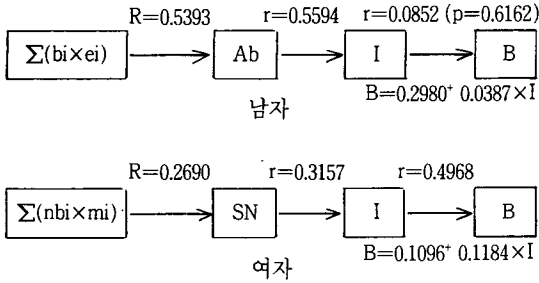 R=0.5393 r=0.5594 r=0.0852 (p=0.6162)
∑(bi×ei) Ab I B
B=0.2980⁺ 0.0387×I
남자
R=0.2690 r=0.3157 r=0.4968
∑(nbi×mi) SN I B
B=0.1096⁺ 0.1184×I
여자